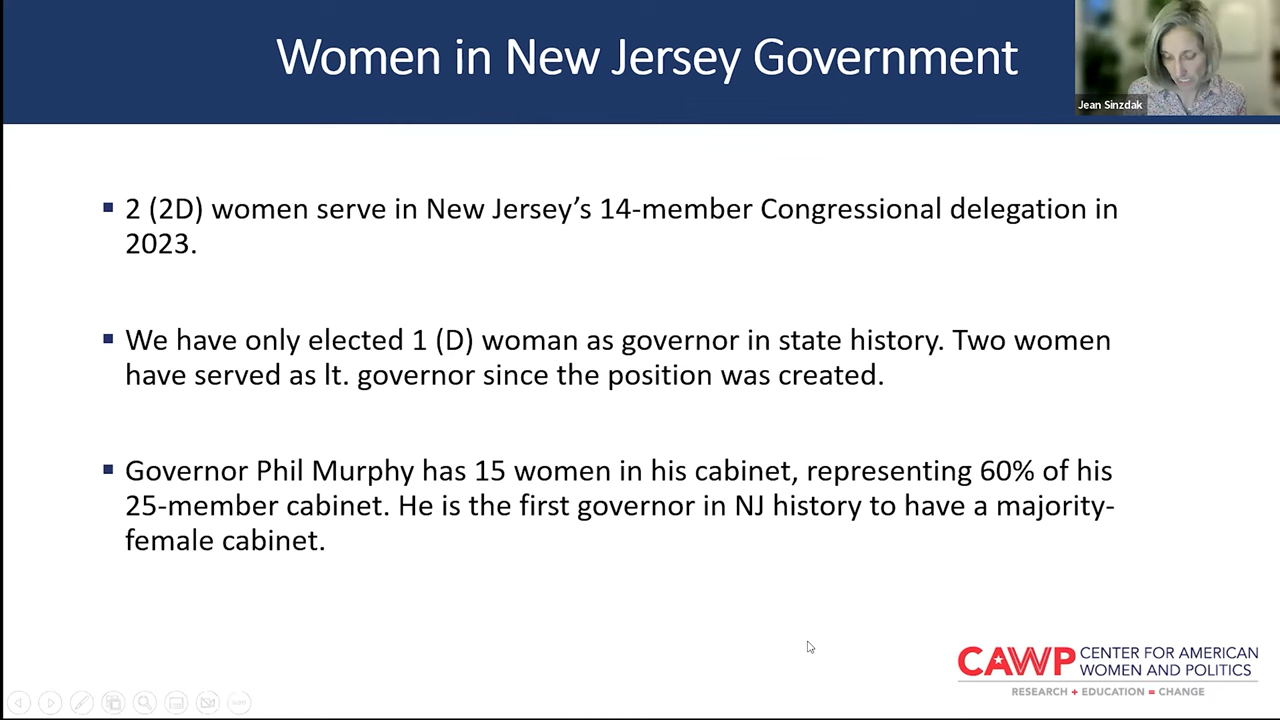 Women in New Jersey Government
Jean Sinzdak
2 (2D) women serve in New Jersey’s 14-member Congressional delegation in
2023.
We have only elected 1 (D) woman as governor in state history. Two women
have served as lt. governor since the position was created.
Governor Phil Murphy has 15 women in his cabinet, representing 60% of his
25-member cabinet. He is the first governor in NJ history to have a majority-
female cabinet.
CAWP CENTER FOR AMERICAN
WOMEN AND POLITICS
RESEARCH + EDUCATION = CHANGE